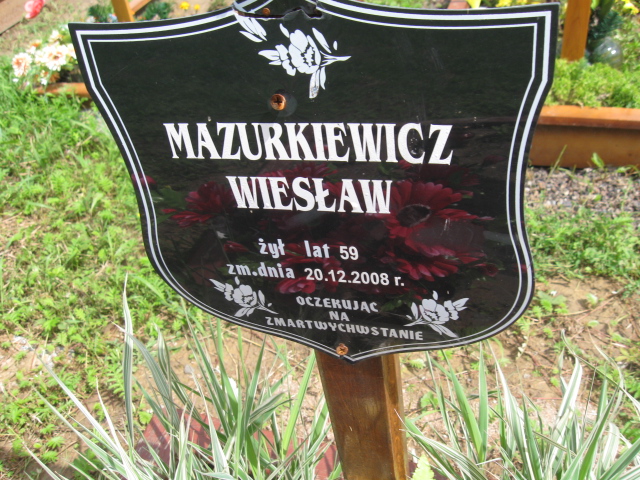 MAZURKIEWICZ
WIESŁAW
żył lat 59
zm.dnia 20.12.2008 r.
OCZEKUJĄC
NA
ZMARTWYCHWSTANIE